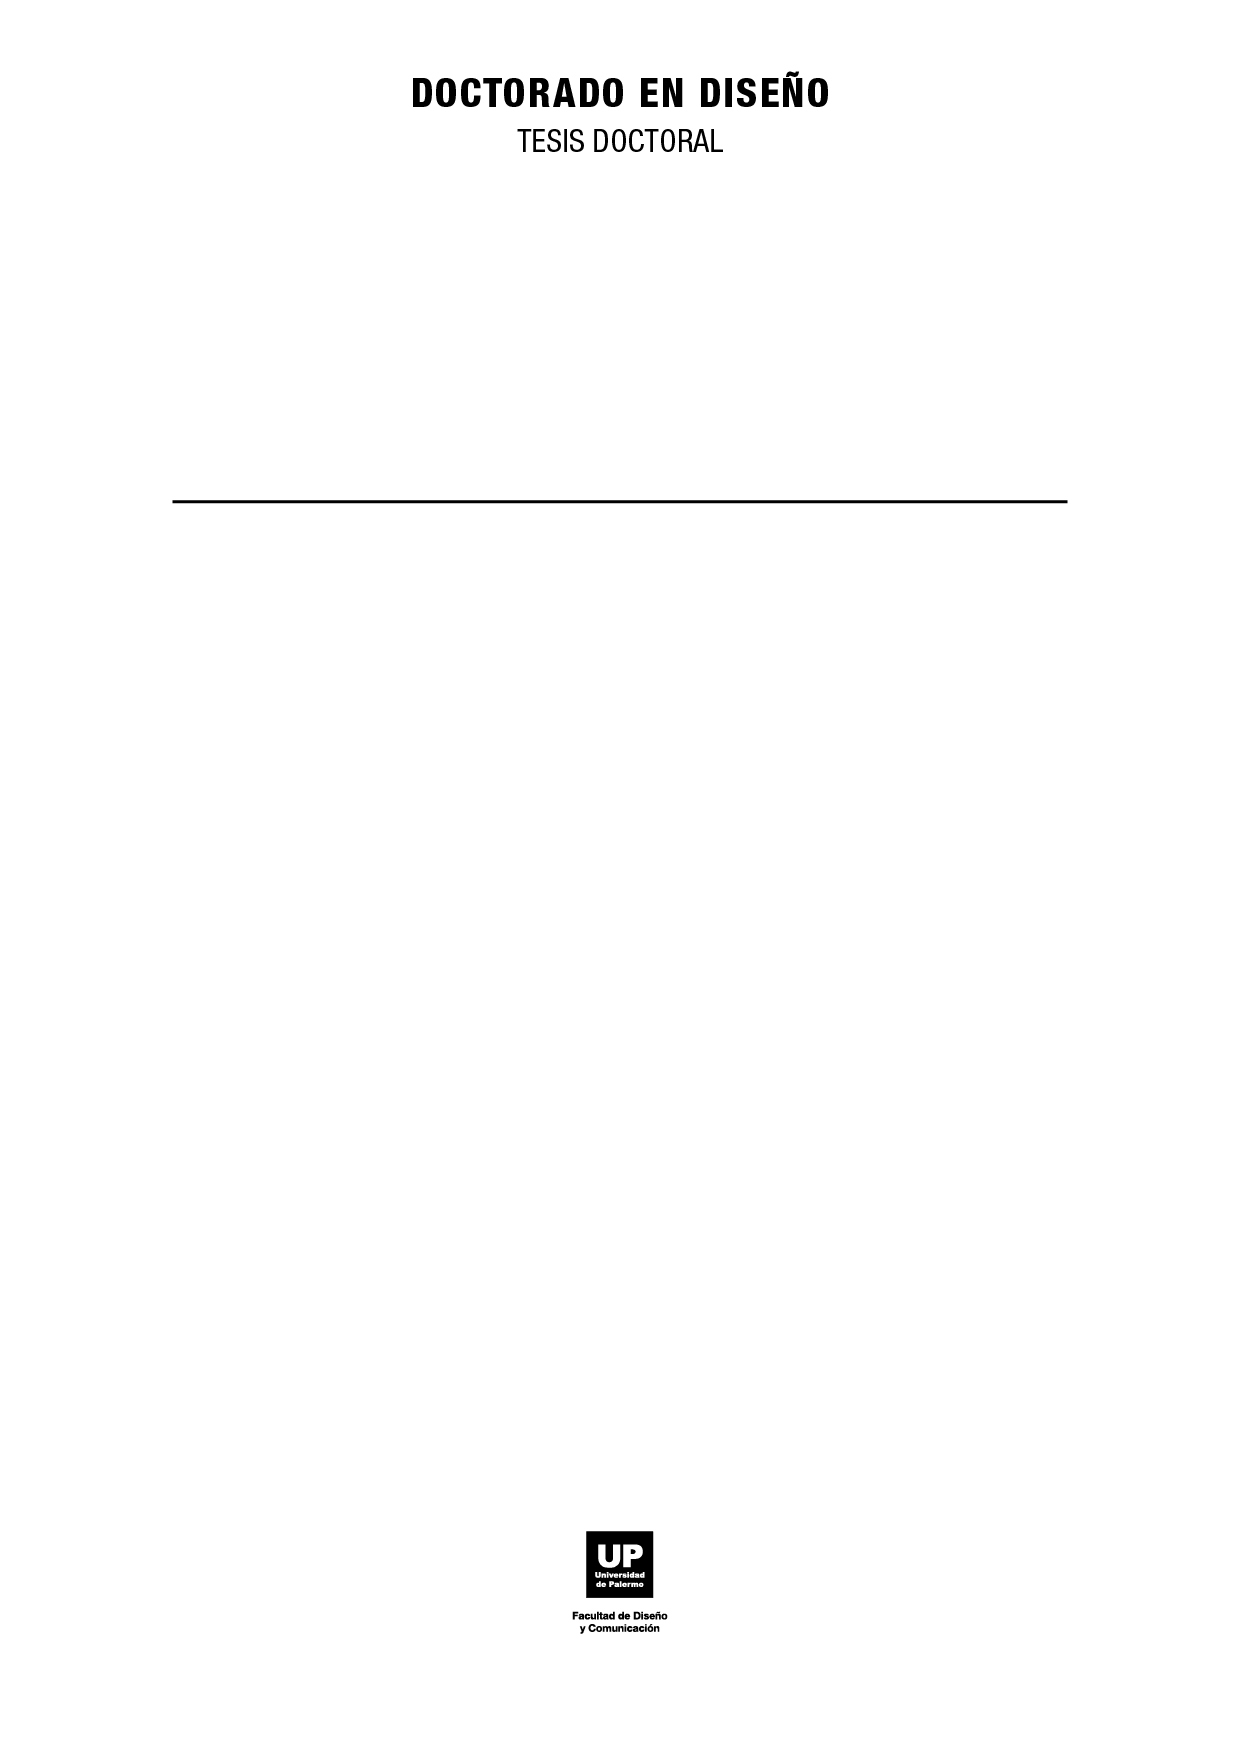 DOCTORADO EN DISEÑO
TESIS DOCTORAL
UP
Universidad
de Palermo
Facultad de Diseño
y Comunicación